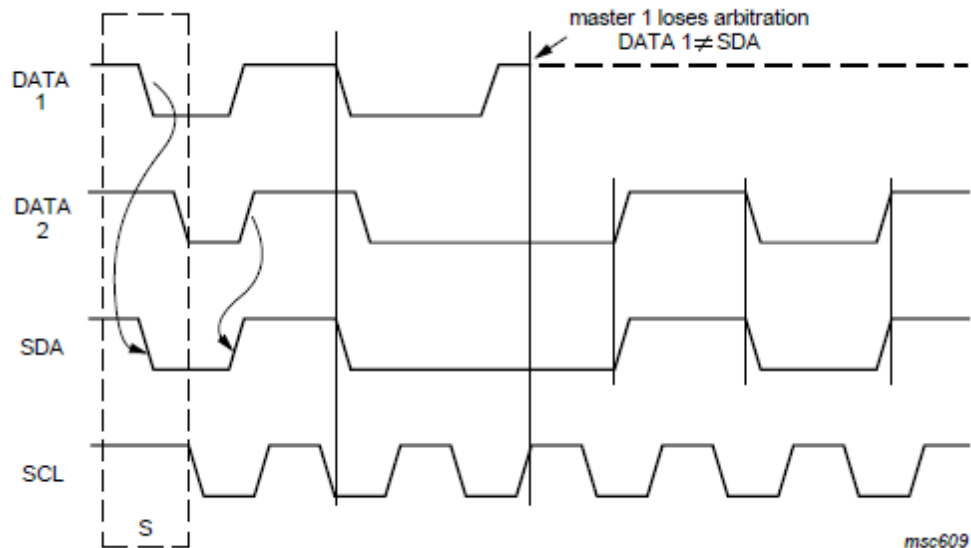 master 1 loses arbitration
DATA 1 ≠ SDA
DATA
1
DATA
2
SDA
SCL
S
msc609